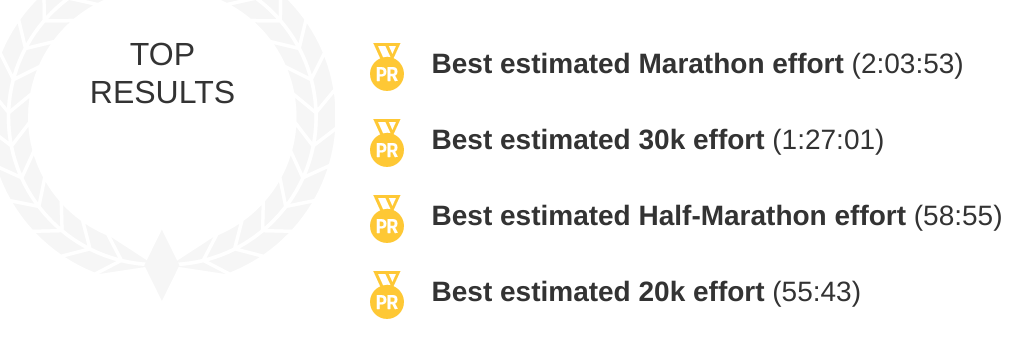 TOP
RESULTS
PR Best estimated Marathon effort (2:03:53)
PR Best estimated 30k effort (1:27:01)
PR Best estimated Half-Marathon effort (58:55)
PR Best estimated 20k effort (55:43)